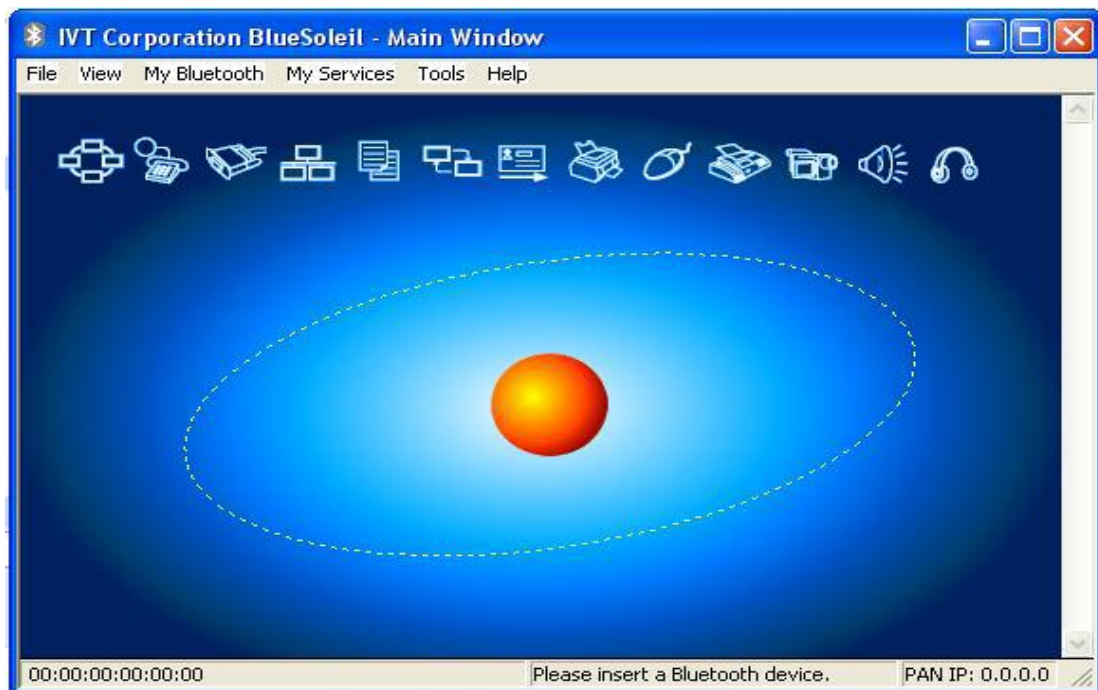 IVT Corporation BlueSoleil - Main Window
File View My Bluetooth My Services Tools Help
00:00:00:00:00:00 Please insert a Bluetooth device. PAN IP: 0.0.0.0